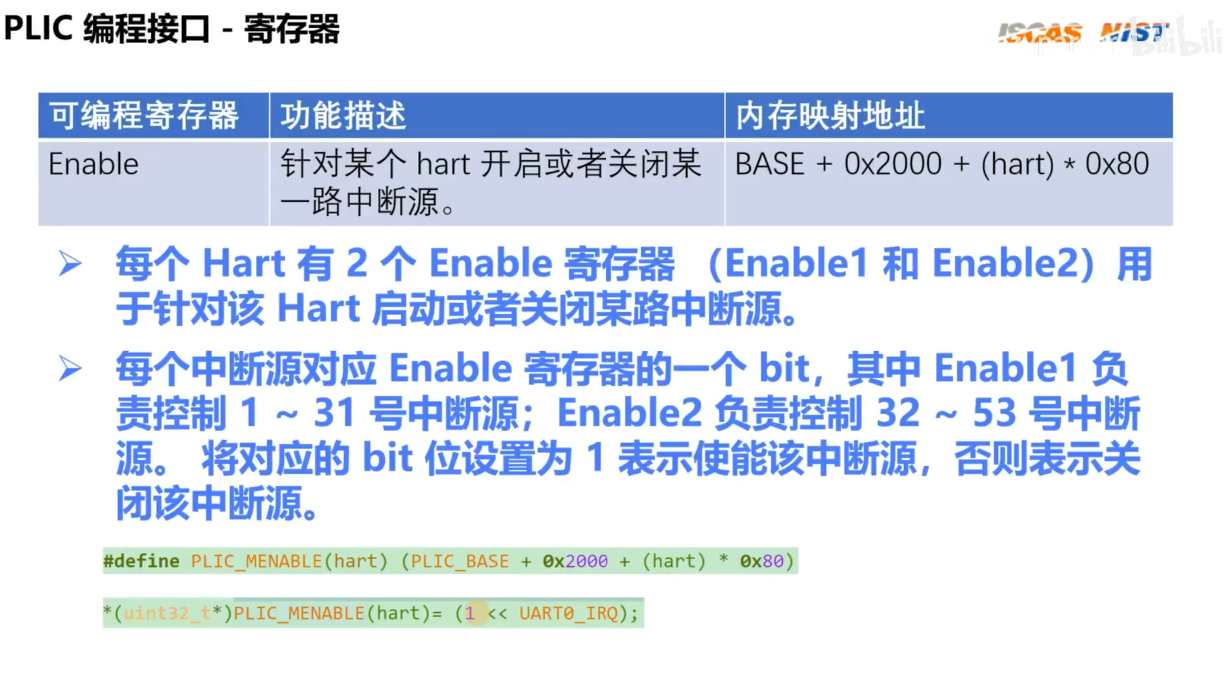 PLIC 编程接口 - 寄存器
ISCAS MIST
bilibili
可编程寄存器 功能描述 内存映射地址
Enable 针对某个 hart 开启或者关闭某 BASE + 0x2000 + (hart) * 0x80
一路中断源。
➢ 每个 Hart 有 2 个 Enable 寄存器 （Enable1 和 Enable2）用
于针对该 Hart 启动或者关闭某路中断源。
➢ 每个中断源对应 Enable 寄存器的一个 bit，其中 Enable1 负
责控制 1 ~ 31 号中断源；Enable2 负责控制 32 ~ 53 号中断
源。 将对应的 bit 位设置为 1 表示使能该中断源，否则表示关
闭该中断源。
#define PLIC_MENABLE(hart) (PLIC_BASE + 0x2000 + (hart) * 0x80)
*(uint32_t*)PLIC_MENABLE(hart)= (1 << UART0_IRQ);